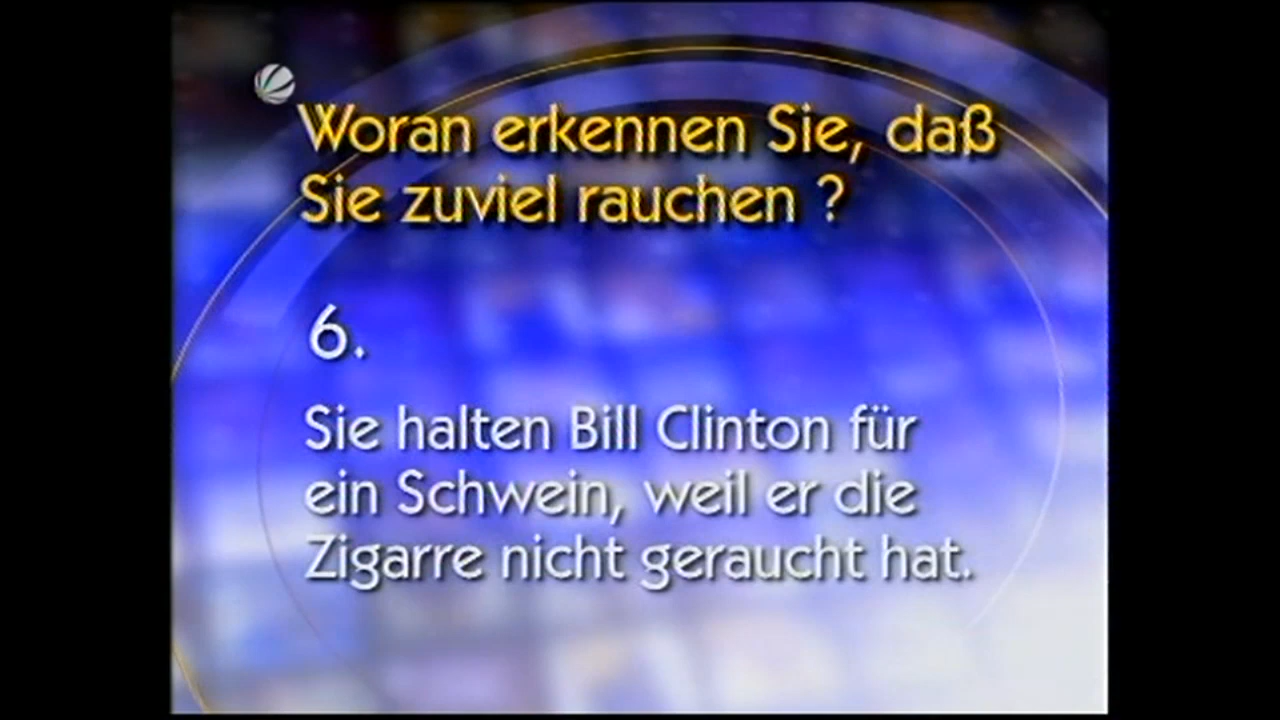 Woran erkennen Sie, daß
Sie zuviel rauchen ?
6.
Sie halten Bill Clinton für
ein Schwein, weil er die
Zigarre nicht geraucht hat.